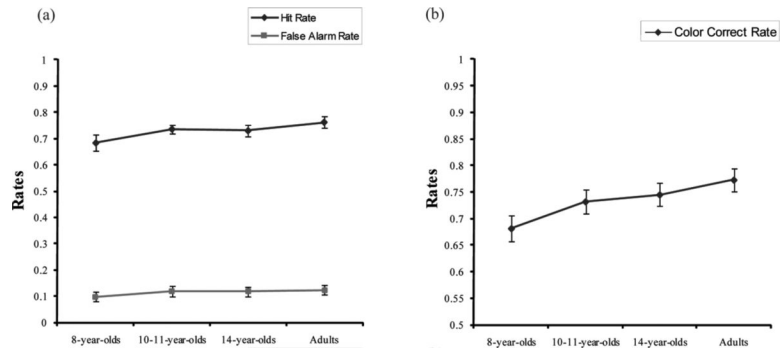 (a)
Hit Rate
False Alarm Rate
Rates
1
0.9
0.8
0.7
0.6
0.5
0.4
0.3
0.2
0.1
0
8-year-olds 10-11-year-olds 14-year-olds Adults
(b)
Color Correct Rate
Rates
1
0.95
0.9
0.85
0.8
0.75
0.7
0.65
0.6
0.55
0.5
8-year-olds 10-11-year-olds 14-year-olds Adults